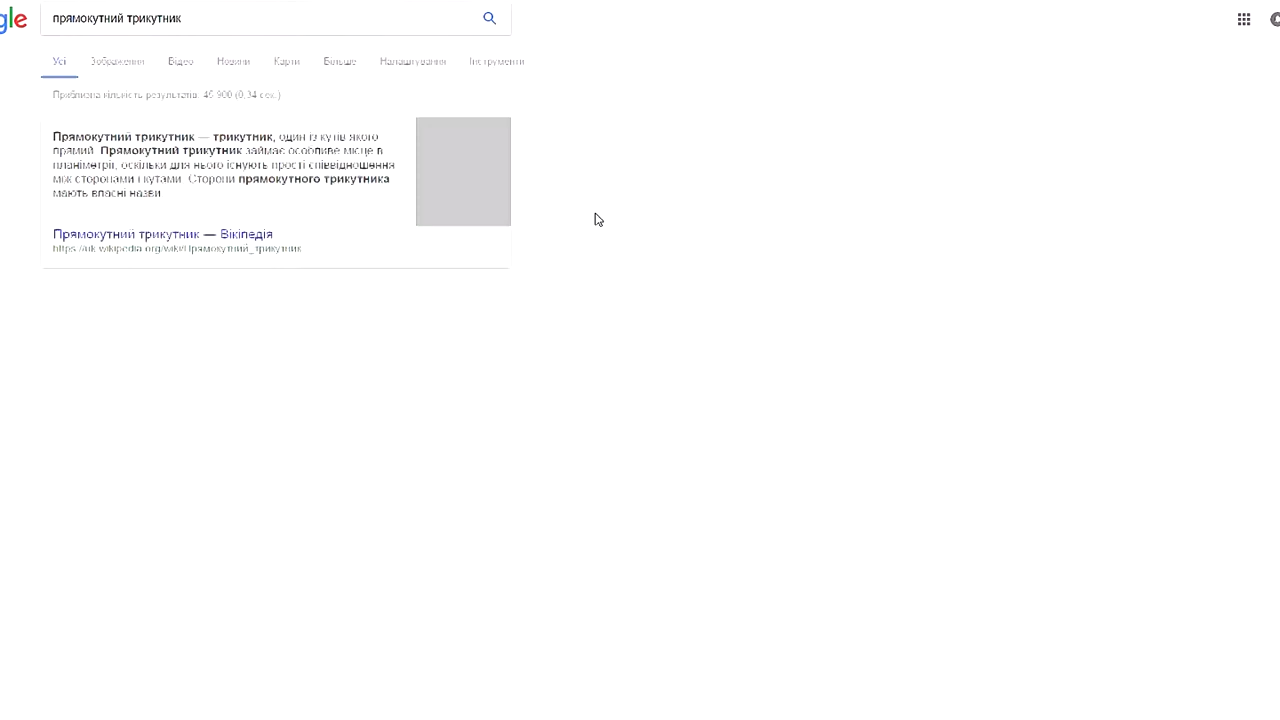 gle
прямокутний трикутник
Усі Зображення Відео Новини Карти Більше Налаштування Інструменти
Приблизна кількість результатів: 45 900 (0,34 сек.)
Прямокутний трикутник — трикутник, один із кутів якого
прямий. Прямокутний трикутник займає особливе місце в
планіметрії, оскільки для нього існують прості співвідношення
між сторонами і кутами. Сторони прямокутного трикутника
мають власні назви.
Прямокутний трикутник — Вікіпедія
https://uk.wikipedia.org/wiki/Прямокутний_трикутник